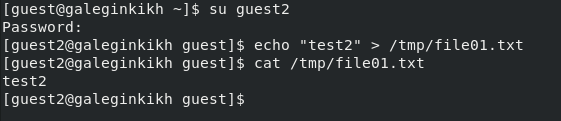 [guest@galeginkikh ~]$ su guest2
Password:
[guest2@galeginkikh guest]$ echo "test2" > /tmp/file01.txt
[guest2@galeginkikh guest]$ cat /tmp/file01.txt
test2
[guest2@galeginkikh guest]$